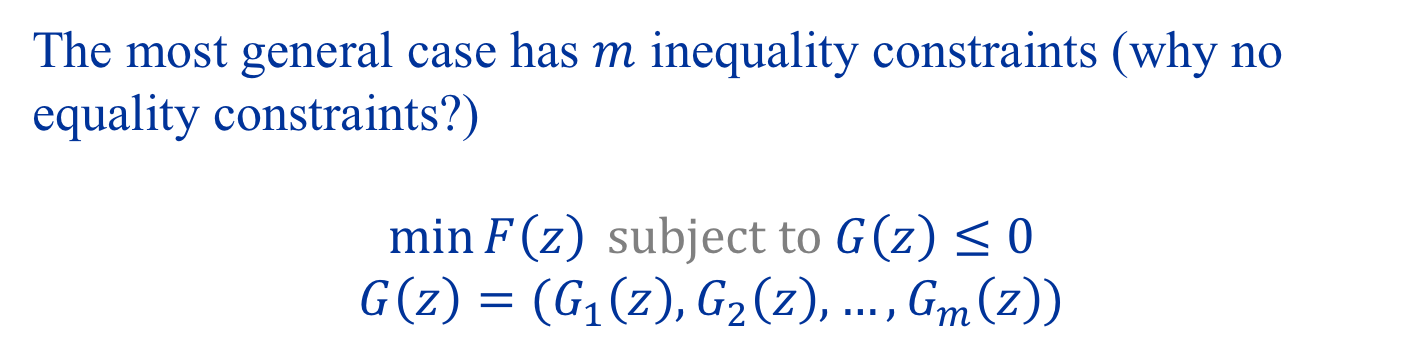 The most general case has 𝑚 inequality constraints (why no
equality constraints?)
min 𝐹(𝑧) subject to 𝐺(𝑧) ≤ 0
𝐺(𝑧) = (𝐺₁(𝑧), 𝐺₂(𝑧), … , 𝐺ₘ(𝑧))